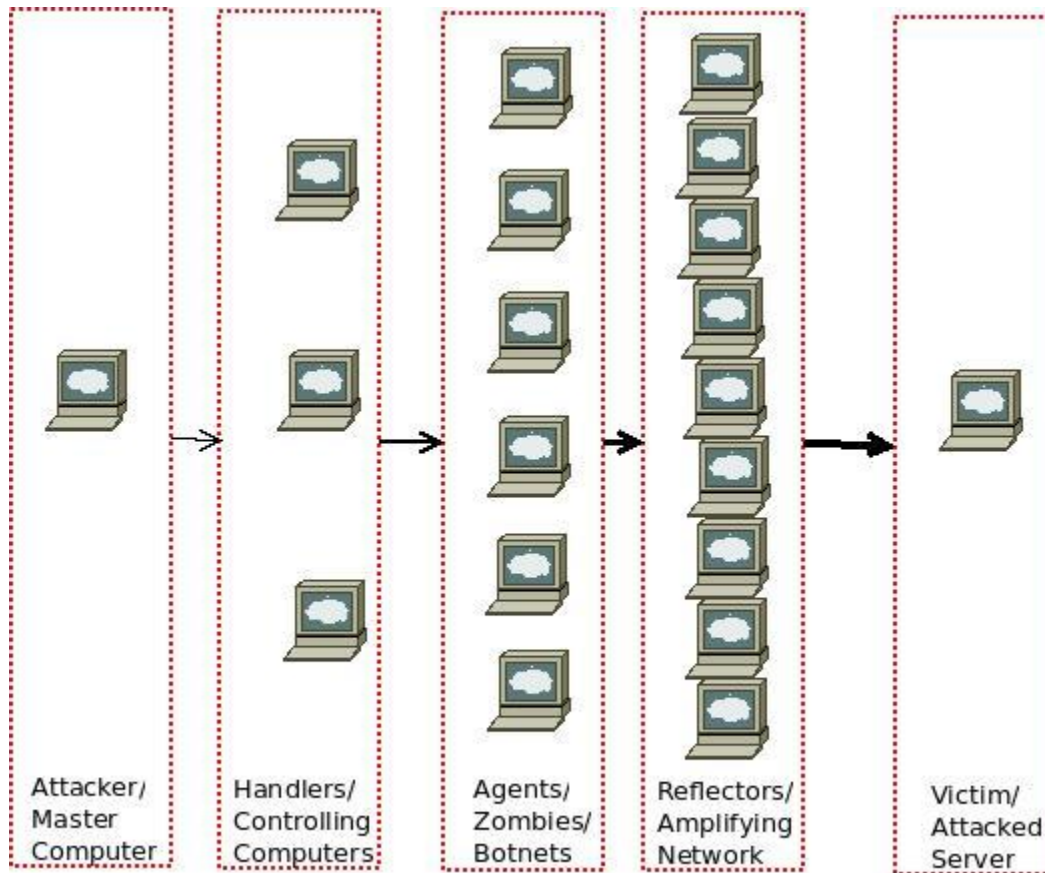 Attacker/
Master
Computer
Handlers/
Controlling
Computers
Agents/
Zombies/
Botnets
Reflectors/
Amplifying
Network
Victim/
Attacked
Server